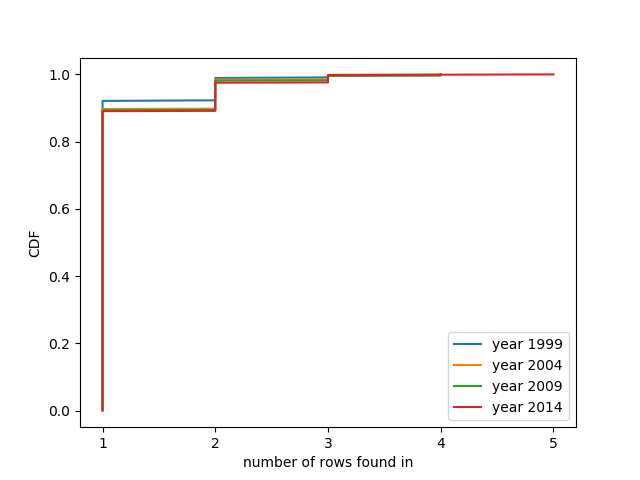 1.0
0.8
0.6
0.4
0.2
0.0
CDF
1 2 3 4 5
number of rows found in
year 1999
year 2004
year 2009
year 2014